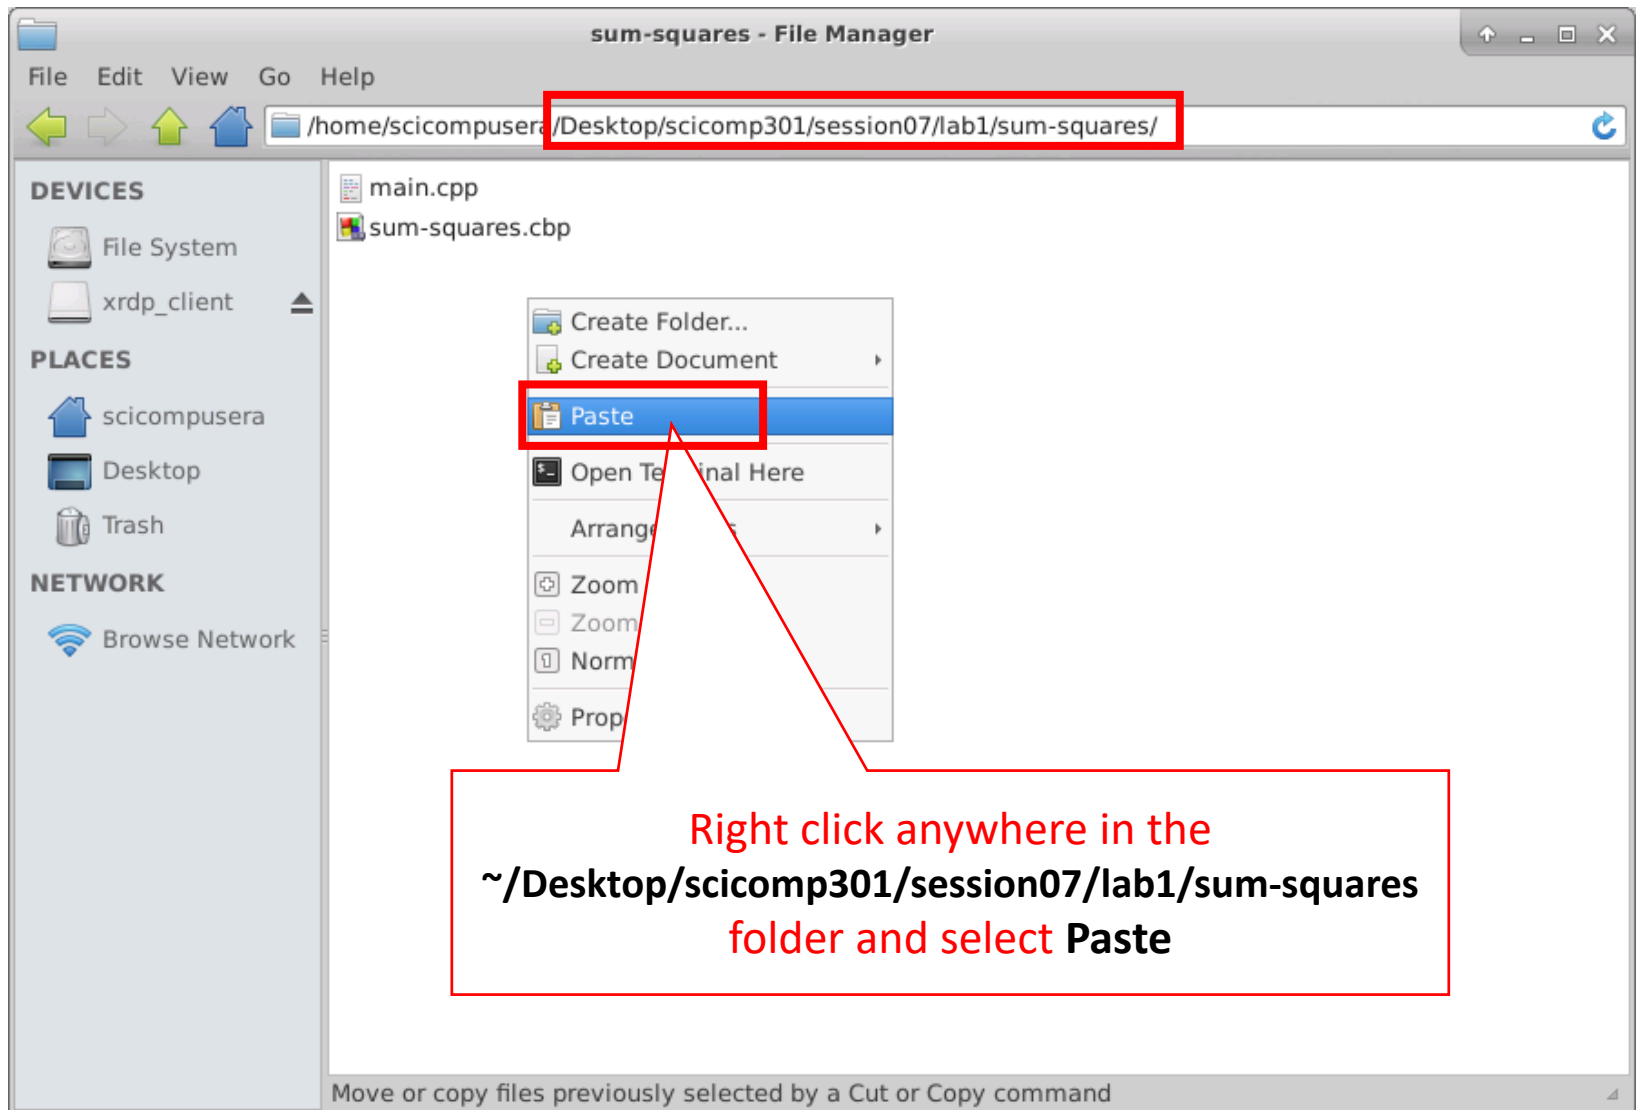 sum-squares - File Manager
File Edit View Go Help
/home/scicompusera/Desktop/scicomp301/session07/lab1/sum-squares/
DEVICES
File System
xrdp_client
PLACES
scicompusera
Desktop
Trash
NETWORK
Browse Network
main.cpp
sum-squares.cbp
Create Folder...
Create Document
Paste
Open Te inal Here
Arrang s
Zoom
Zoom
Norm
Prop
Right click anywhere in the
~/Desktop/scicomp301/session07/lab1/sum-squares
folder and select Paste
Move or copy files previously selected by a Cut or Copy command